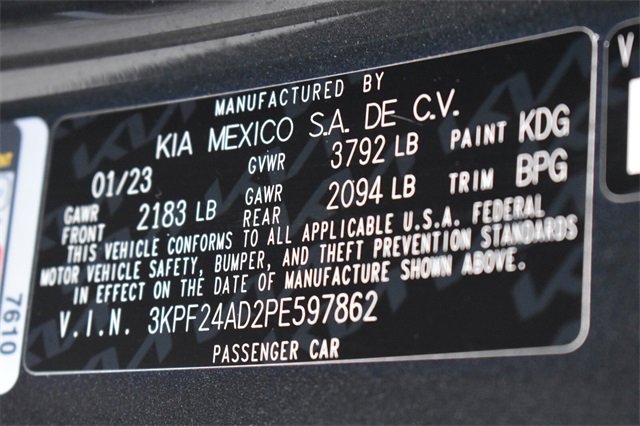 MANUFACTURED BY
KIA MEXICO S.A. DE C.V.
01/23 GVWR 3792 LB PAINT KDG
GAWR FRONT 2183 LB GAWR REAR 2094 LB TRIM BPG
THIS VEHICLE CONFORMS TO ALL APPLICABLE U.S.A. FEDERAL
MOTOR VEHICLE SAFETY, BUMPER, AND THEFT PREVENTION STANDARDS
IN EFFECT ON THE DATE OF MANUFACTURE SHOWN ABOVE.
V.I.N. 3KPF24AD2PE597862
PASSENGER CAR
7610
V